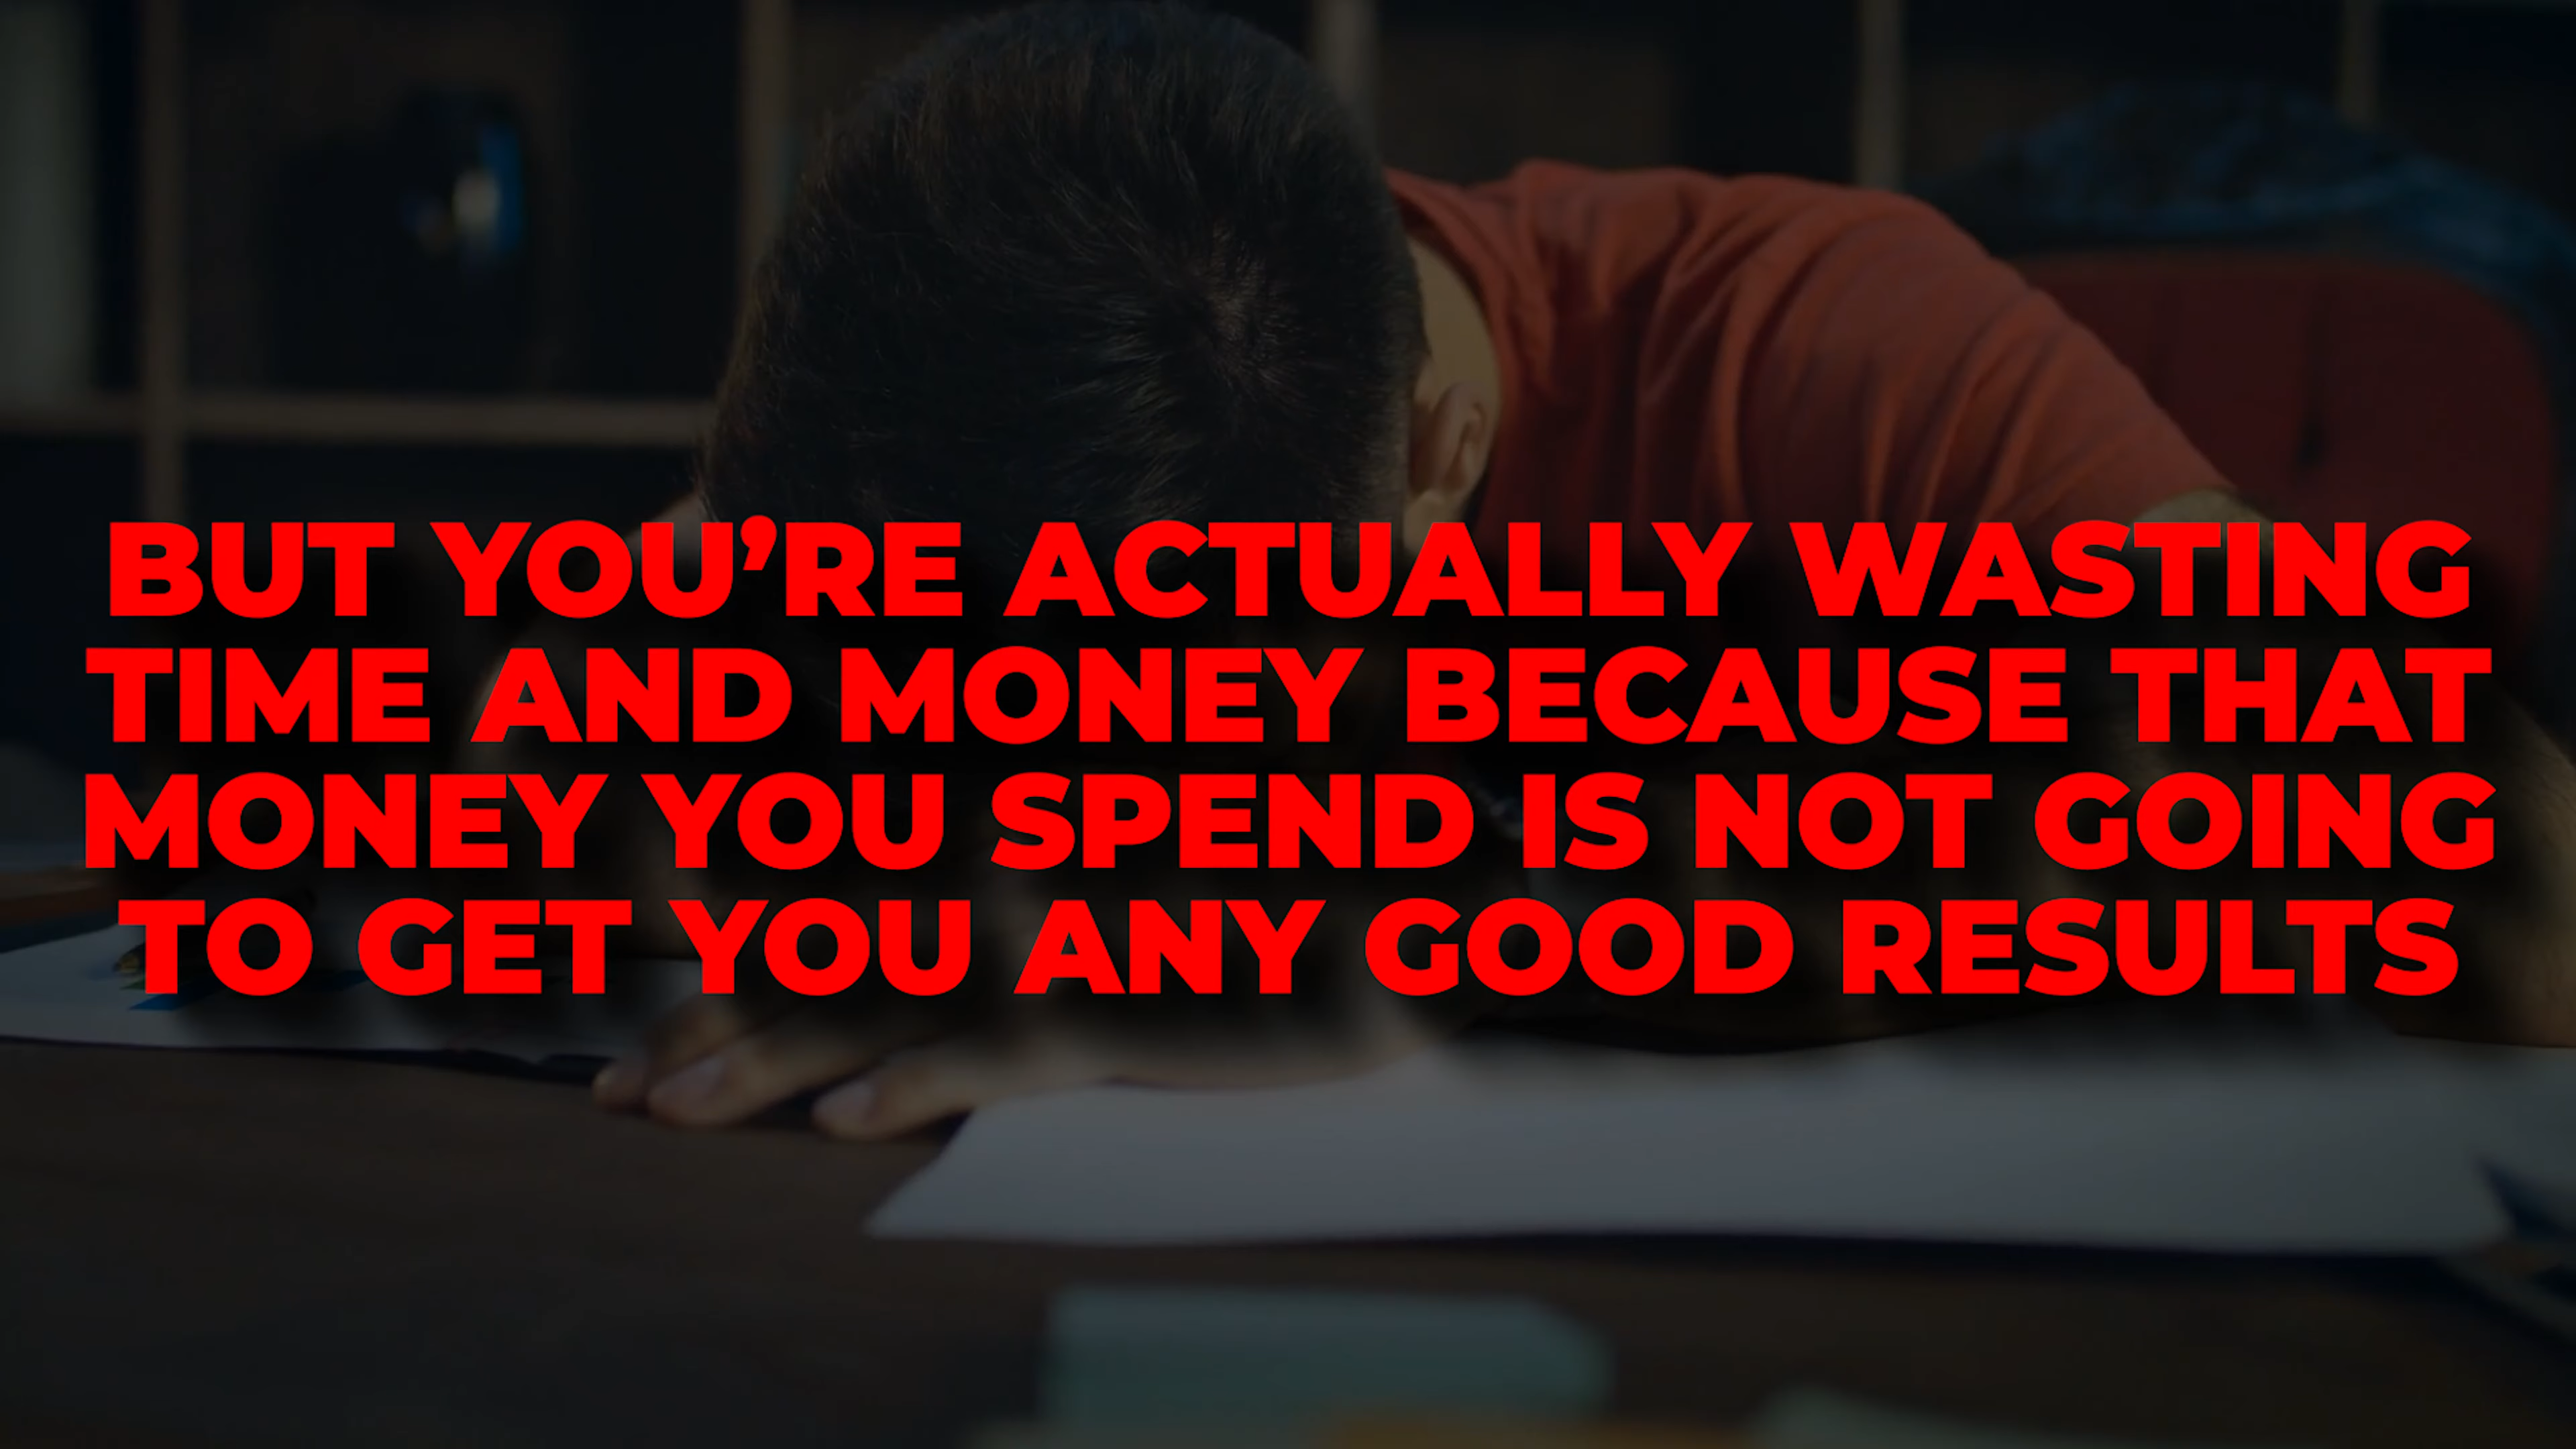 BUT YOU’RE ACTUALLY WASTING
TIME AND MONEY BECAUSE THAT
MONEY YOU SPEND IS NOT GOING
TO GET YOU ANY GOOD RESULTS